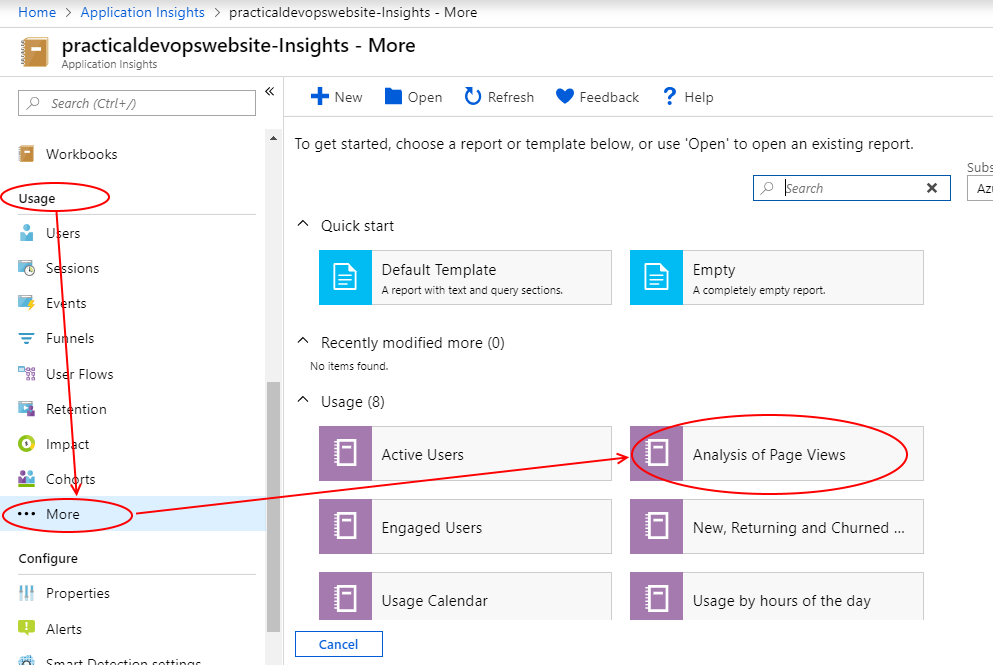 Home > Application Insights > practicaldevopswebsite-Insights - More
practicaldevopswebsite-Insights - More
Application Insights
Search (Ctrl+/)
«
Workbooks
Usage
Users
Sessions
Events
Funnels
User Flows
Retention
Impact
Cohorts
More
Configure
Properties
Alerts
Smart Detection settings
New Open Refresh Feedback ? Help
To get started, choose a report or template below, or use 'Open' to open an existing report.
Subs
Search
Az
Quick start
Default Template
A report with text and query sections.
Empty
A completely empty report.
Recently modified more (0)
No items found.
Usage (8)
Active Users
Analysis of Page Views
Engaged Users
New, Returning and Churned ...
Usage Calendar
Usage by hours of the day
Cancel